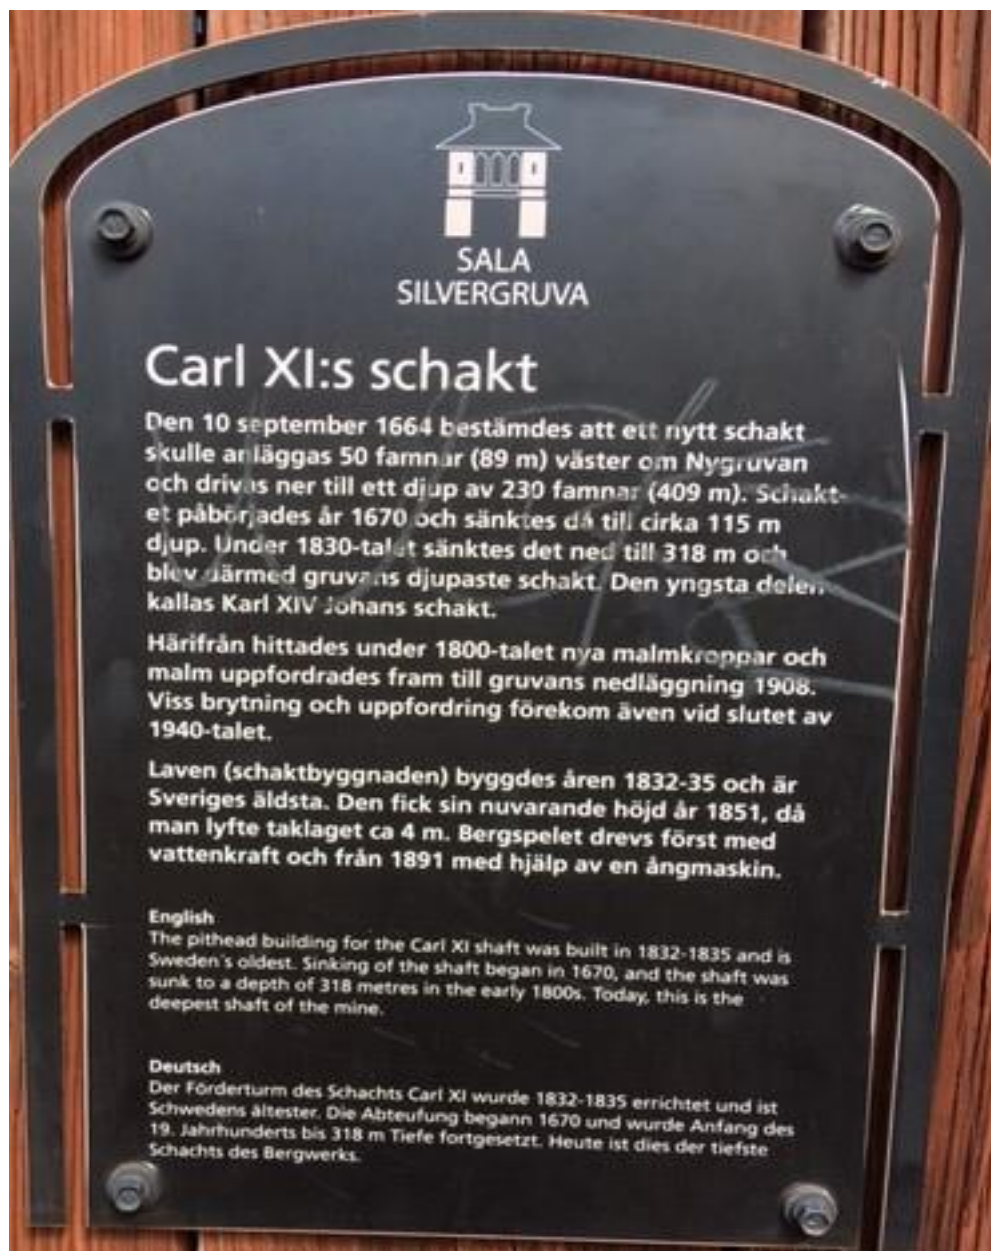 SALA
SILVERGRUVA
Carl XI:s schakt
Den 10 september 1664 bestämdes att ett nytt schakt
skulle anläggas 50 famnar (89 m) väster om Nygruvan
och drivas ner till ett djup av 230 famnar (409 m). Schakt-
et påbörjades år 1670 och sänktes då till cirka 115 m
djup. Under 1830-talet sänktes det ned till 318 m och
blev därmed gruvans djupaste schakt. Den yngsta delen
kallas Karl XIV Johans schakt.
Härifrån hittades under 1800-talet nya malmkroppar och
malm uppfordrades fram till gruvans nedläggning 1908.
Viss brytning och uppfordring förekom även vid slutet av
1940-talet.
Laven (schaktbyggnaden) byggdes åren 1832-35 och är
Sveriges äldsta. Den fick sin nuvarande höjd år 1851, då
man lyfte taklaget ca 4 m. Bergspelet drevs först med
vattenkraft och från 1891 med hjälp av en ångmaskin.
English
The pithead building for the Carl XI shaft was built in 1832-1835 and is
Sweden's oldest. Sinking of the shaft began in 1670, and the shaft was
sunk to a depth of 318 metres in the early 1800s. Today, this is the
deepest shaft of the mine.
Deutsch
Der Förderturm des Schachts Carl XI wurde 1832-1835 errichtet und ist
Schwedens ältester. Die Abteufung begann 1670 und wurde Anfang des
19. Jahrhunderts bis 318 m Tiefe fortgesetzt. Heute ist dies der tiefste
Schachts des Bergwerks.